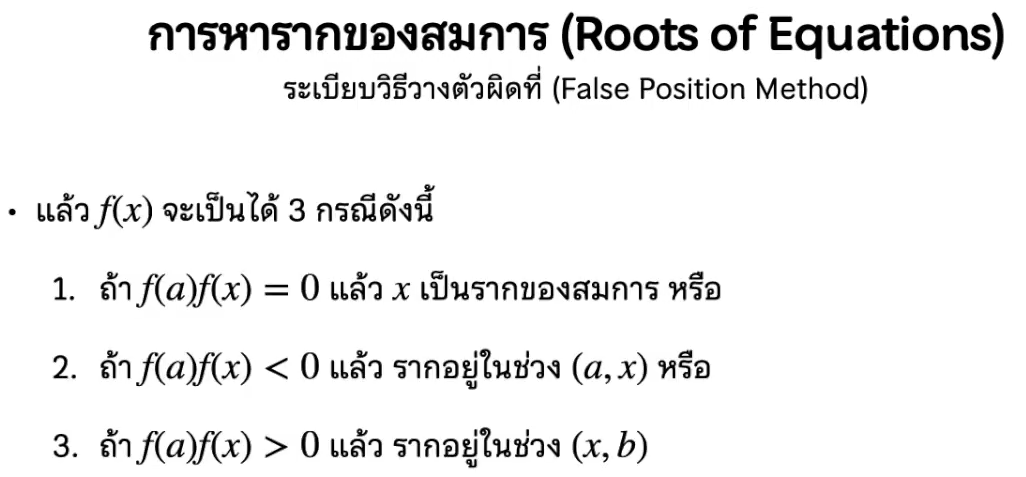 การหารากของสมการ (Roots of Equations)
ระเบียบวิธีวางตัวผิดที่ (False Position Method)
• แล้ว f(x) จะเป็นได้ 3 กรณีดังนี้
1. ถ้า f(a)f(x) = 0 แล้ว x เป็นรากของสมการ หรือ
2. ถ้า f(a)f(x) < 0 แล้ว รากอยู่ในช่วง (a, x) หรือ
3. ถ้า f(a)f(x) > 0 แล้ว รากอยู่ในช่วง (x, b)